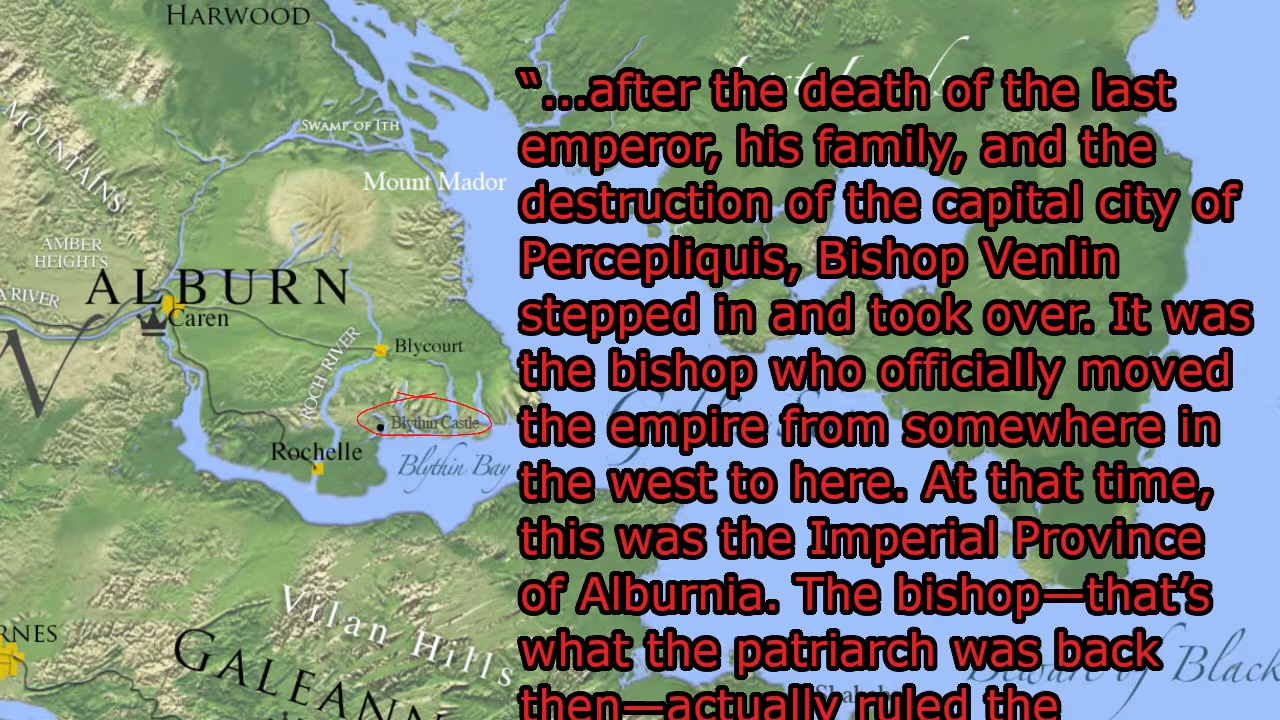 HARWOOD
SWAMP OF ITH
MOUNTAINS
Mount Mador
AMBER
HEIGHTS
ALBURN
A RIVER
Caren
ROCH RIVER
Blycourt
Blythin Castle
Rochelle
Blythin Bay
Vilan Hills
RNES
GALEANN
“...after the death of the last
emperor, his family, and the
destruction of the capital city of
Percepliquis, Bishop Venlin
stepped in and took over. It was
the bishop who officially moved
the empire from somewhere in
the west to here. At that time,
this was the Imperial Province
of Alburnia. The bishop—that’s
what the patriarch was back
then—actually ruled the
Beware of Black